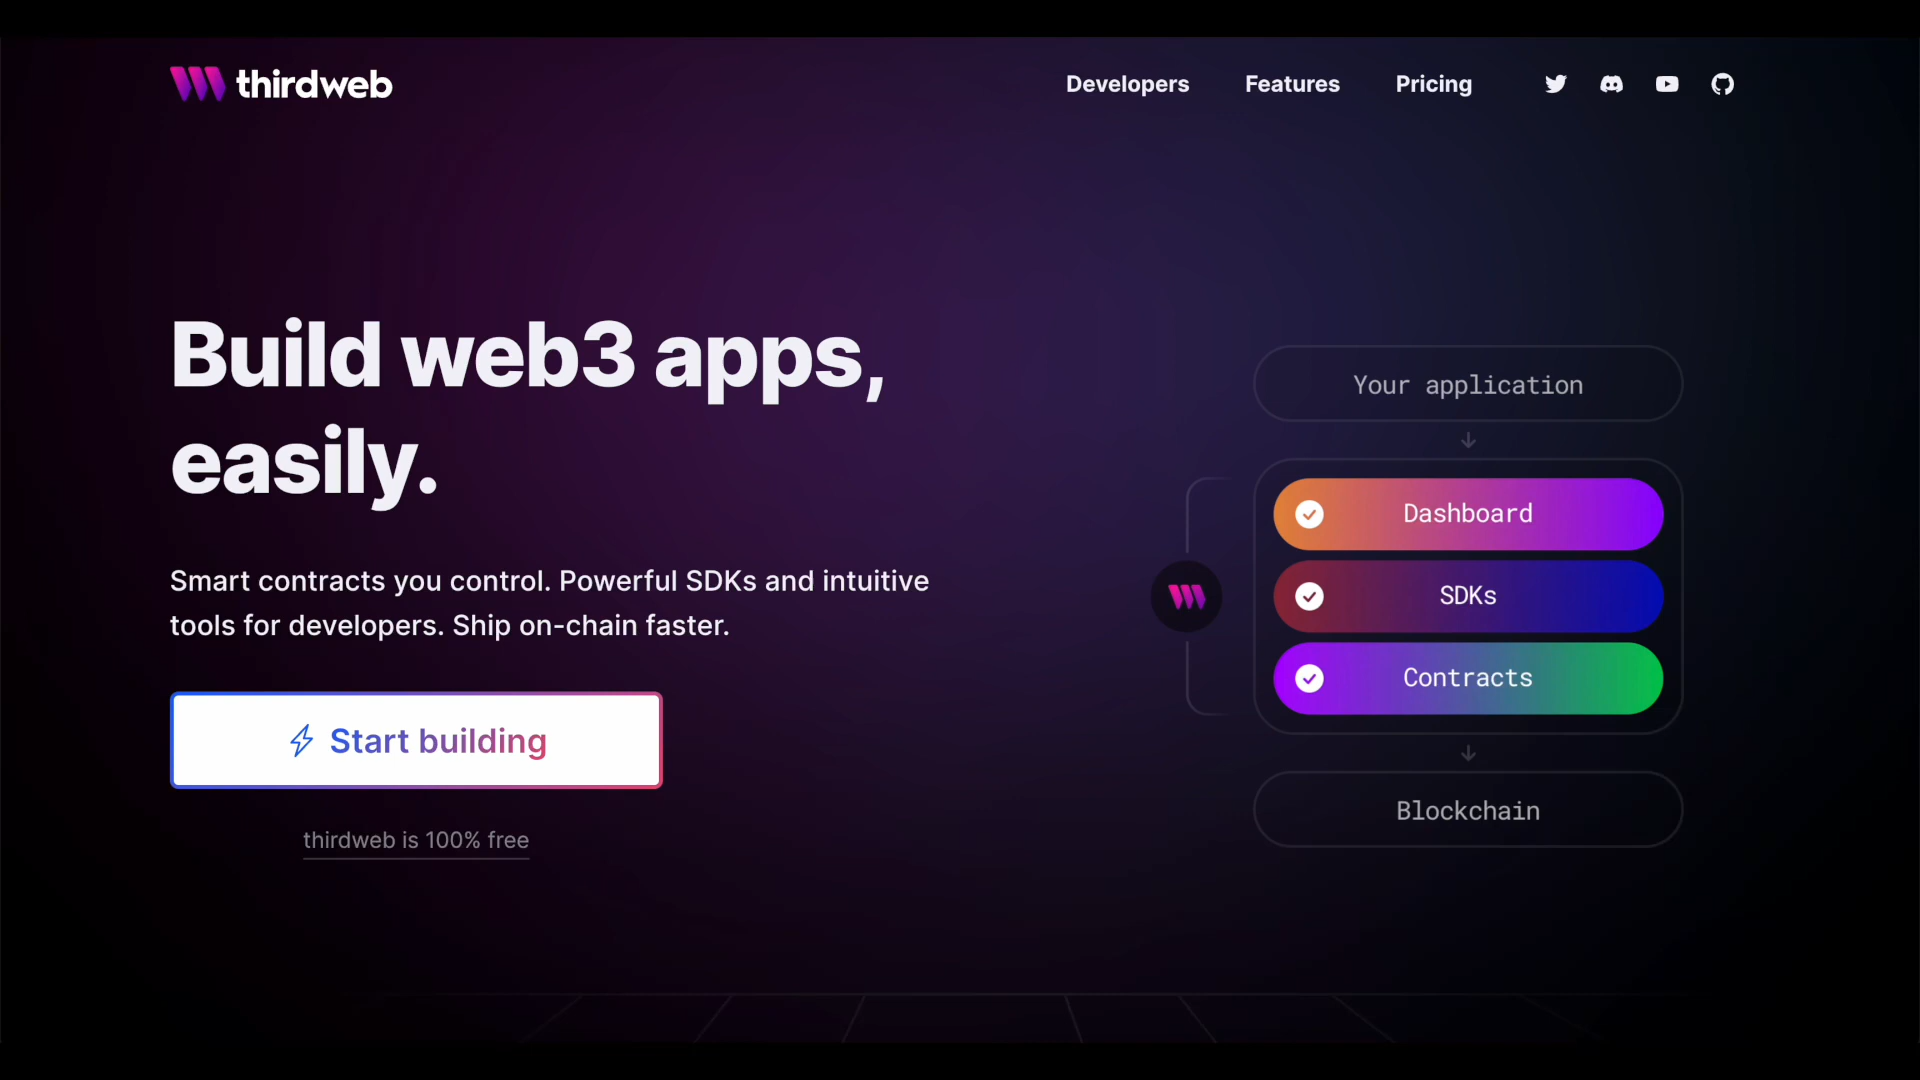 thirdweb
Developers
Features
Pricing
Build web3 apps,
easily.
Smart contracts you control. Powerful SDKs and intuitive
tools for developers. Ship on-chain faster.
Start building
thirdweb is 100% free
Your application
Dashboard
SDKs
Contracts
Blockchain